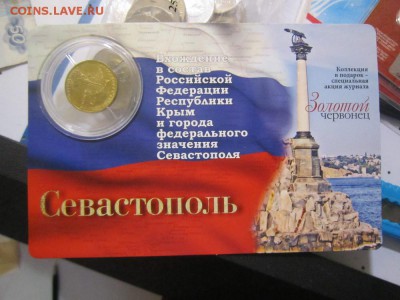 COINS.LAVE.RU
Вхождение
в состав
Российской
Федерации
Республики
Крым
и города
федерального
значения
Севастополя
Коллекция
в подарок –
специальная
акция журнала
Золотой
червонец
Севастополь